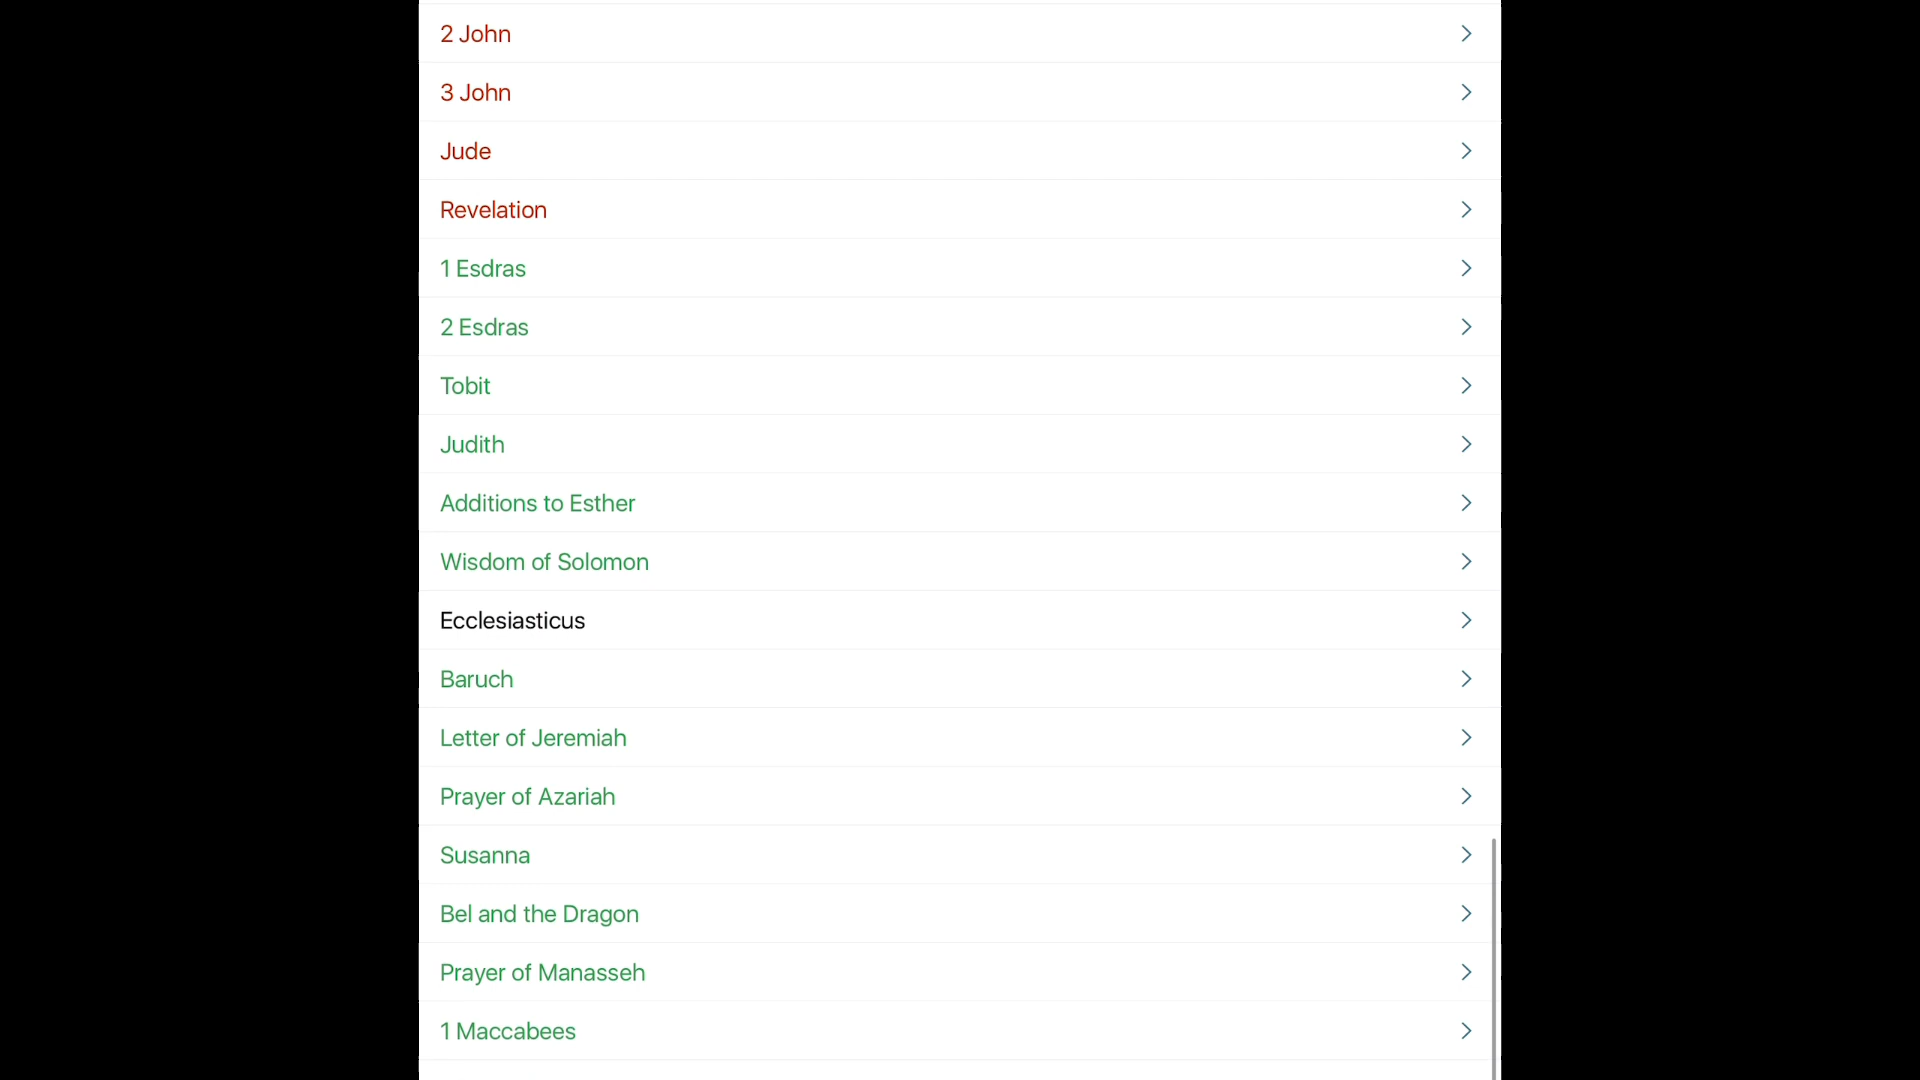 2 John
3 John
Jude
Revelation
1 Esdras
2 Esdras
Tobit
Judith
Additions to Esther
Wisdom of Solomon
Ecclesiasticus
Baruch
Letter of Jeremiah
Prayer of Azariah
Susanna
Bel and the Dragon
Prayer of Manasseh
1 Maccabees